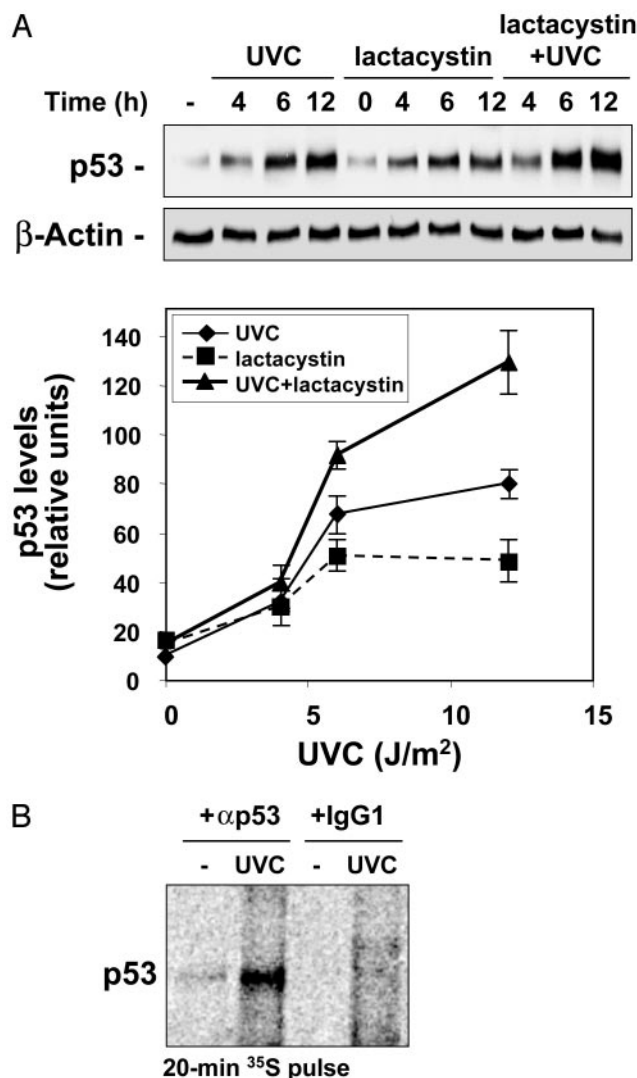 A
UVC lactacystin lactacystin +UVC
Time (h) - 4 6 12 0 4 6 12 4 6 12
p53 -
β-Actin -
140
120
100
80
60
40
20
0
p53 levels
(relative units)
UVC
lactacystin
UVC+lactacystin
0 5 10 15
UVC (J/m²)
B
+αp53 +IgG1
- UVC - UVC
p53
20-min ³⁵S pulse